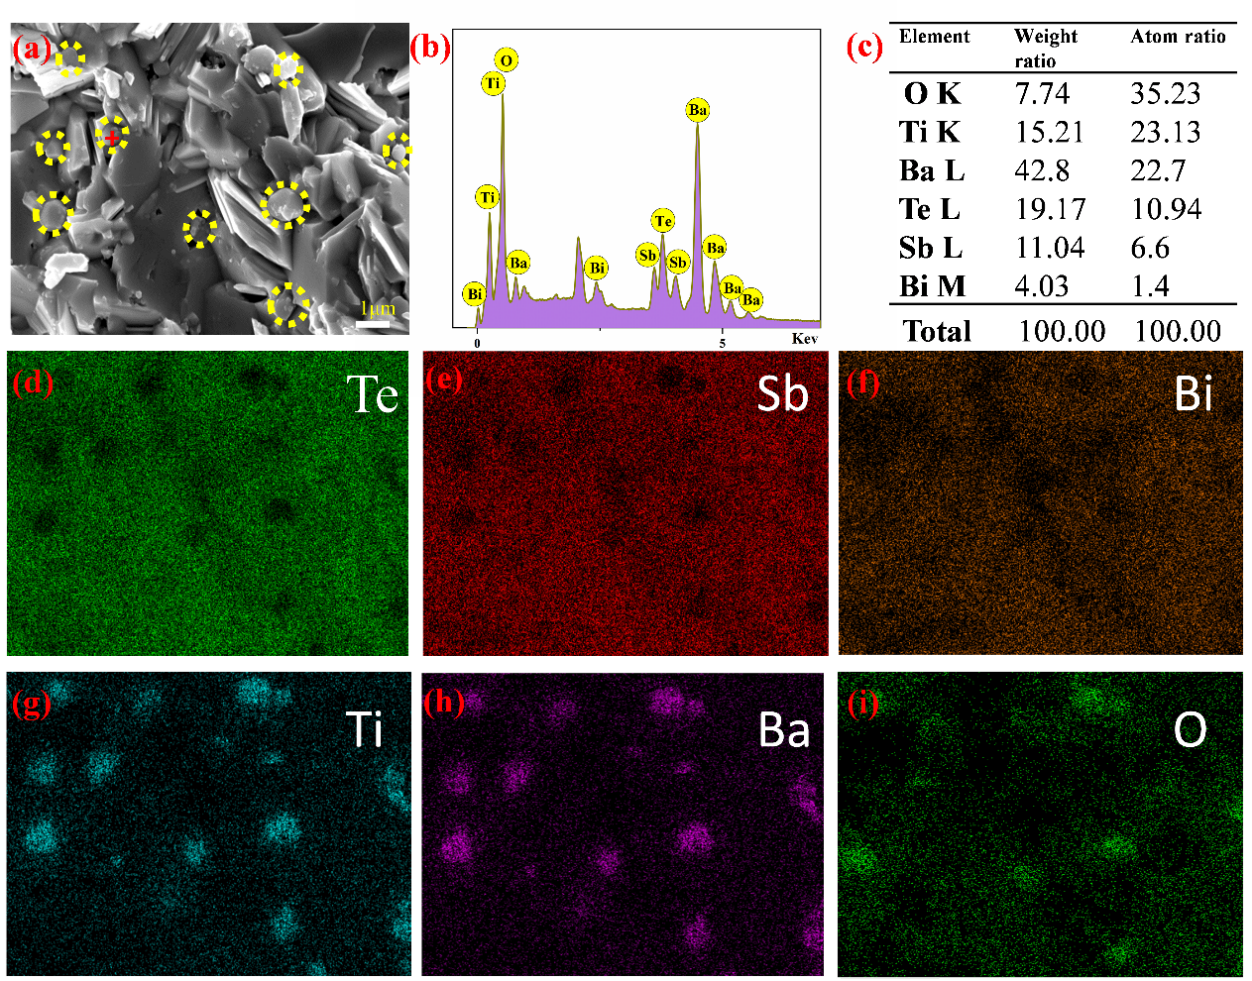 (a)
1μm
(b)
O
Ti
Ba
Ti
Te
Sb
Sb
Ba
Ba
Bi
Ba
Ba
Bi
0
5
Kev
(c)
Element Weight ratio Atom ratio
O K 7.74 35.23
Ti K 15.21 23.13
Ba L 42.8 22.7
Te L 19.17 10.94
Sb L 11.04 6.6
Bi M 4.03 1.4
Total 100.00 100.00
(d) Te
(e) Sb
(f) Bi
(g) Ti
(h) Ba
(i) O